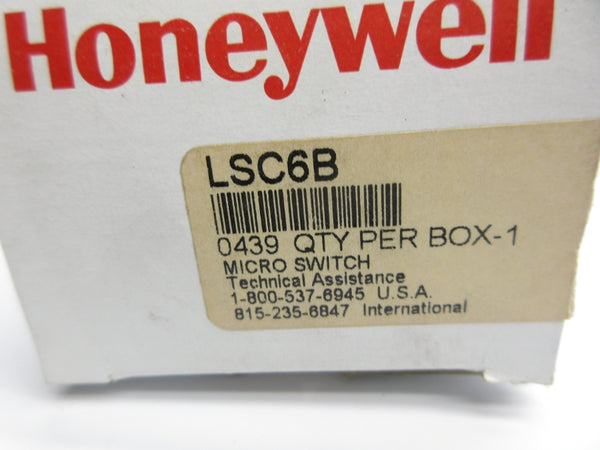 Honeywell
LSC6B
0439 QTY PER BOX-1
MICRO SWITCH
Technical Assistance
1-800-537-6945 U.S.A.
815-235-6847 International